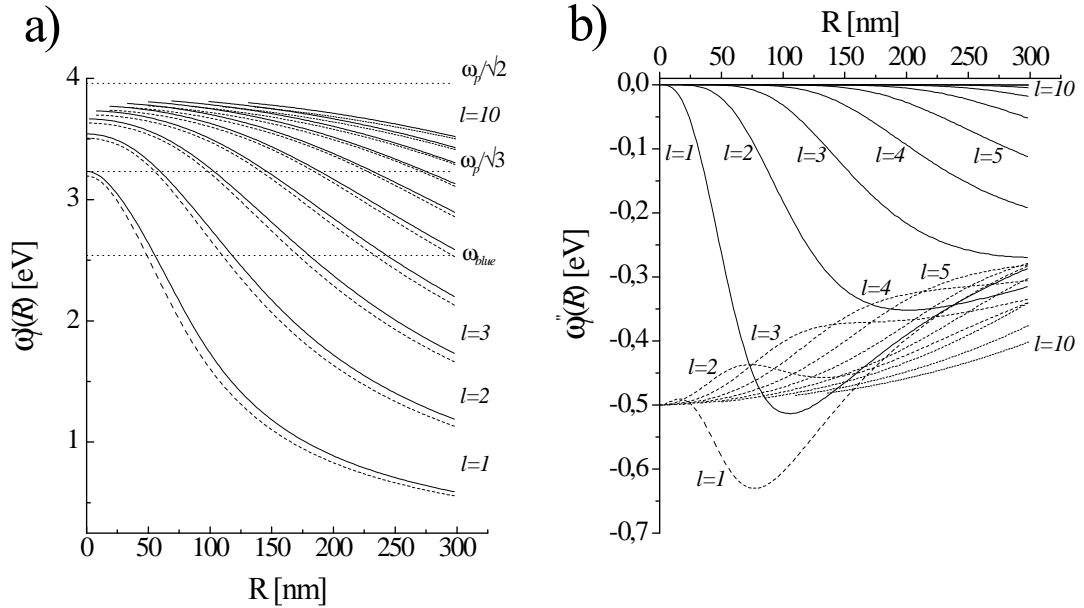 a)
4
3
2
1
ω'ₗ(R) [eV]
0
50
100
150
200
250
300
R [nm]
ωₚ/√2
l=10
ωₚ/√3
ω_blue
l=3
l=2
l=1
b)
R [nm]
0
50
100
150
200
250
300
0,0
-0,1
-0,2
-0,3
-0,4
-0,5
-0,6
-0,7
ω''ₗ(R) [eV]
l=10
l=1
l=2
l=3
l=4
l=5
l=5
l=4
l=3
l=2
l=10
l=1